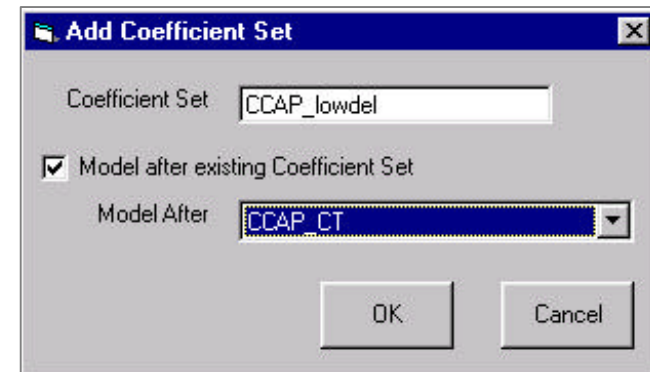 Add Coefficient Set
Coefficient Set CCAP_lowdel
Model after existing Coefficient Set
Model After CCAP_CT
OK Cancel